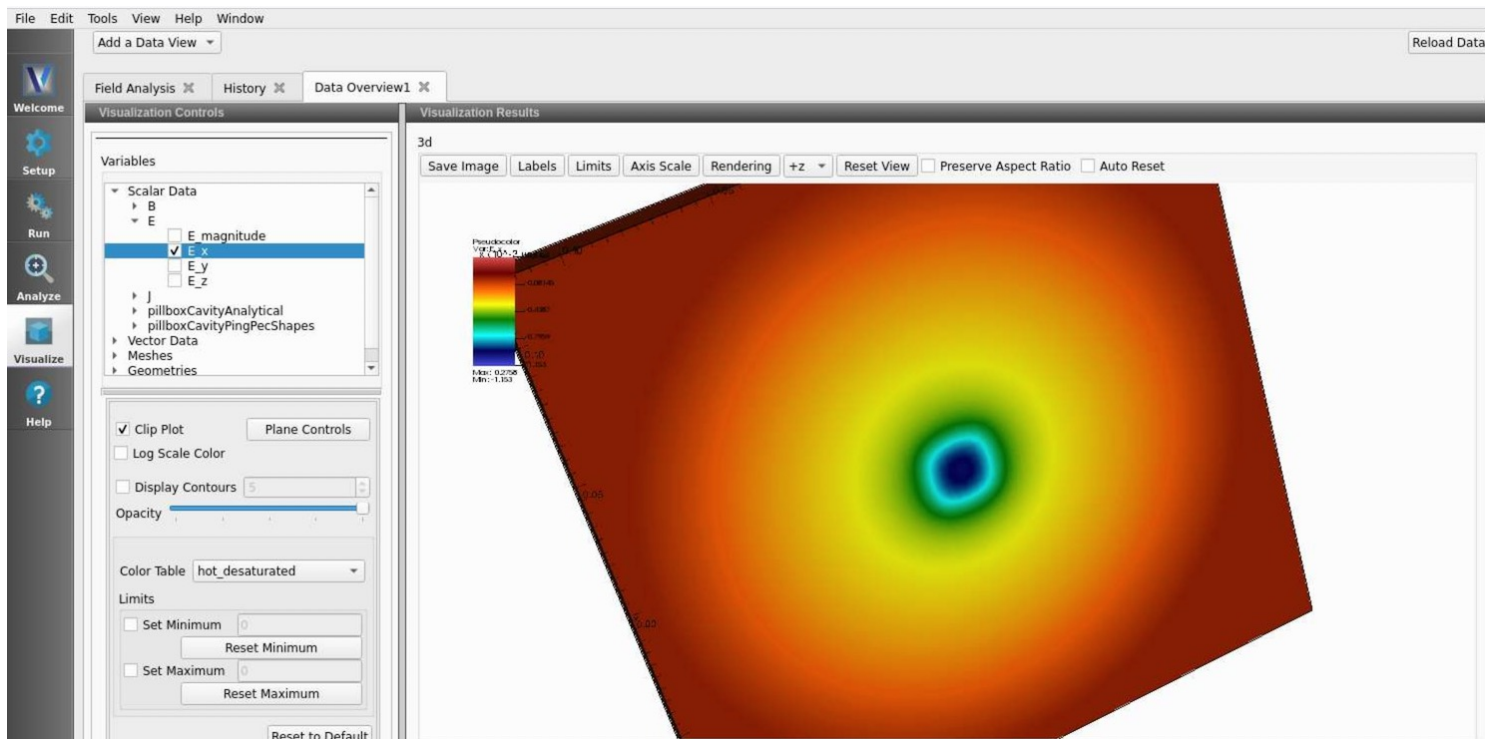 File Edit Tools View Help Window
Add a Data View
Reload Data
Field Analysis History Data Overview1
Welcome
Setup
Run
Analyze
Visualize
Help
Visualization Controls
Variables
Scalar Data
B
E
E_magnitude
E_x
E_y
E_z
J
pillboxCavityAnalytical
pillboxCavityPingPecShapes
Vector Data
Meshes
Geometries
Clip Plot Plane Controls
Log Scale Color
Display Contours 5
Opacity
Color Table hot_desaturated
Limits
Set Minimum 0
Reset Minimum
Set Maximum 0
Reset Maximum
Reset to Default
Visualization Results
3d
Save Image Labels Limits Axis Scale Rendering +z Reset View Preserve Aspect Ratio Auto Reset
Pseudocolor
Max: 0.2758
Min: -1.153